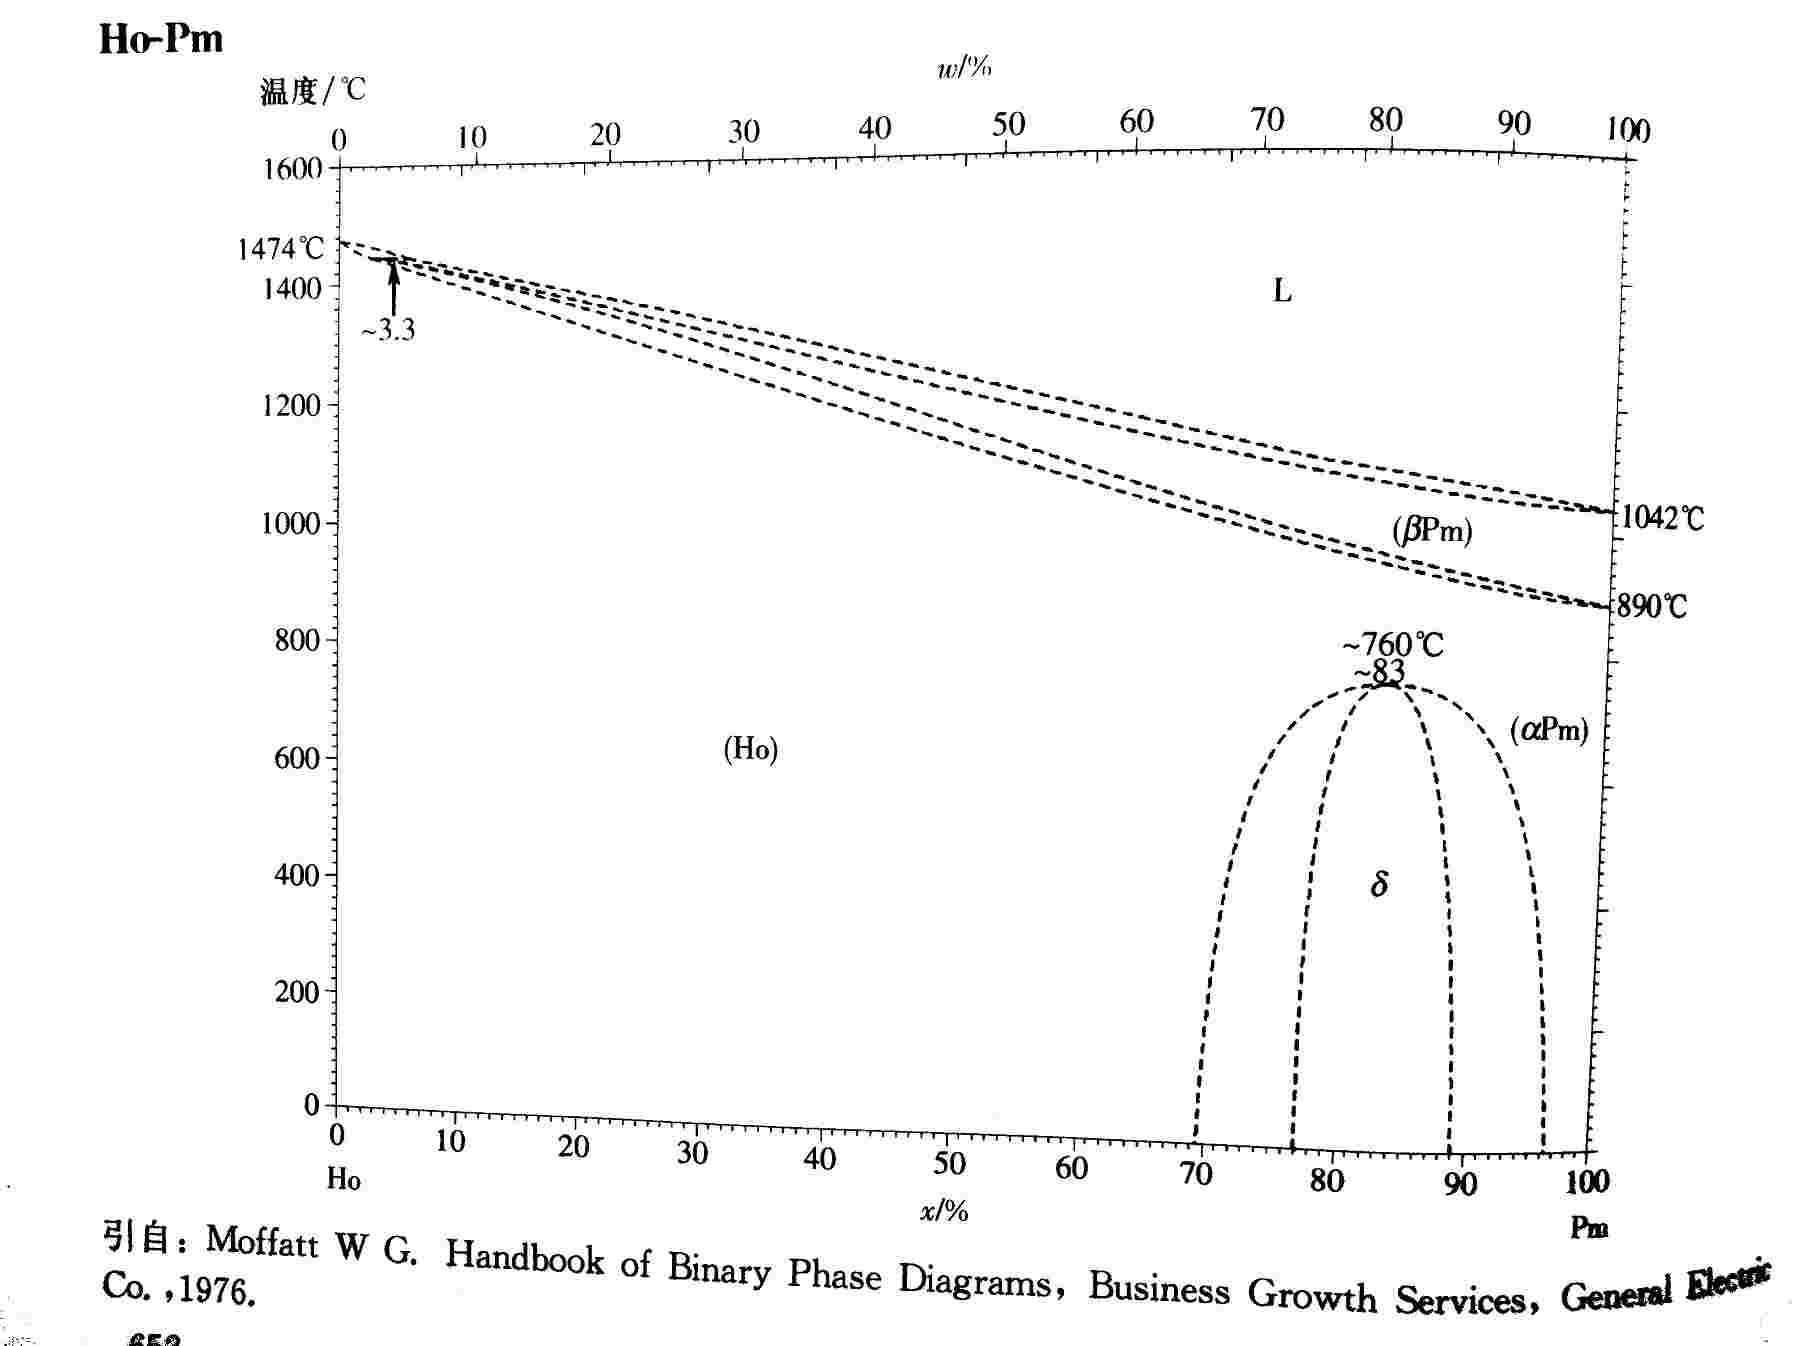 Ho-Pm
w/%
温度/℃
0 10 20 30 40 50 60 70 80 90 100
1600
1474℃
1400
L
~3.3
1200
1000
1042℃
(βPm)
890℃
800
~760℃
~83
(αPm)
(Ho)
600
400
δ
200
0
0 10 20 30 40 50 60 70 80 90 100
Ho
x/%
Pm
引自: Moffatt W G. Handbook of Binary Phase Diagrams, Business Growth Services, General Electric
Co.,1976.